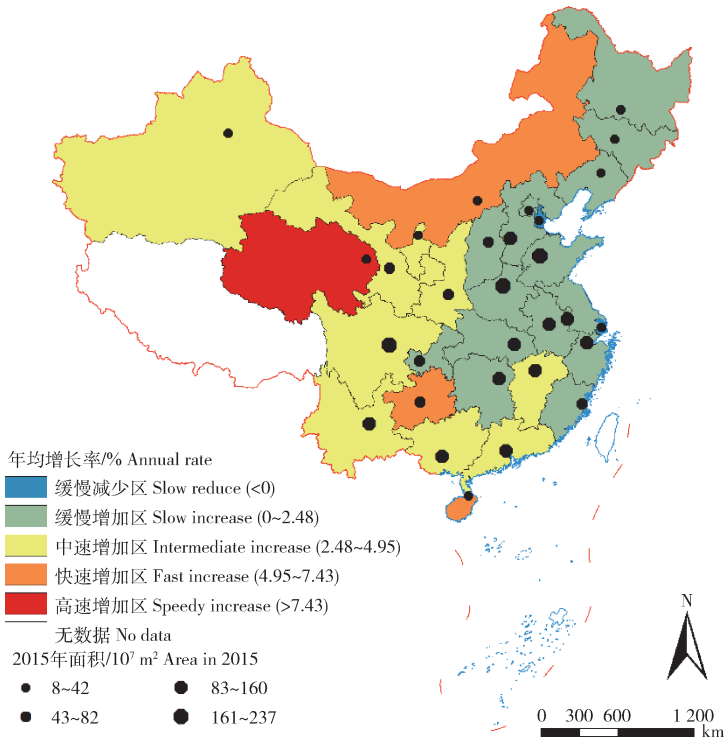 年均增长率/% Annual rate
缓慢减少区 Slow reduce (<0)
缓慢增加区 Slow increase (0~2.48)
中速增加区 Intermediate increase (2.48~4.95)
快速增加区 Fast increase (4.95~7.43)
高速增加区 Speedy increase (>7.43)
无数据 No data
2015年面积/10⁷ m² Area in 2015
8~42
83~160
43~82
161~237
N
0 300 600 1 200
km